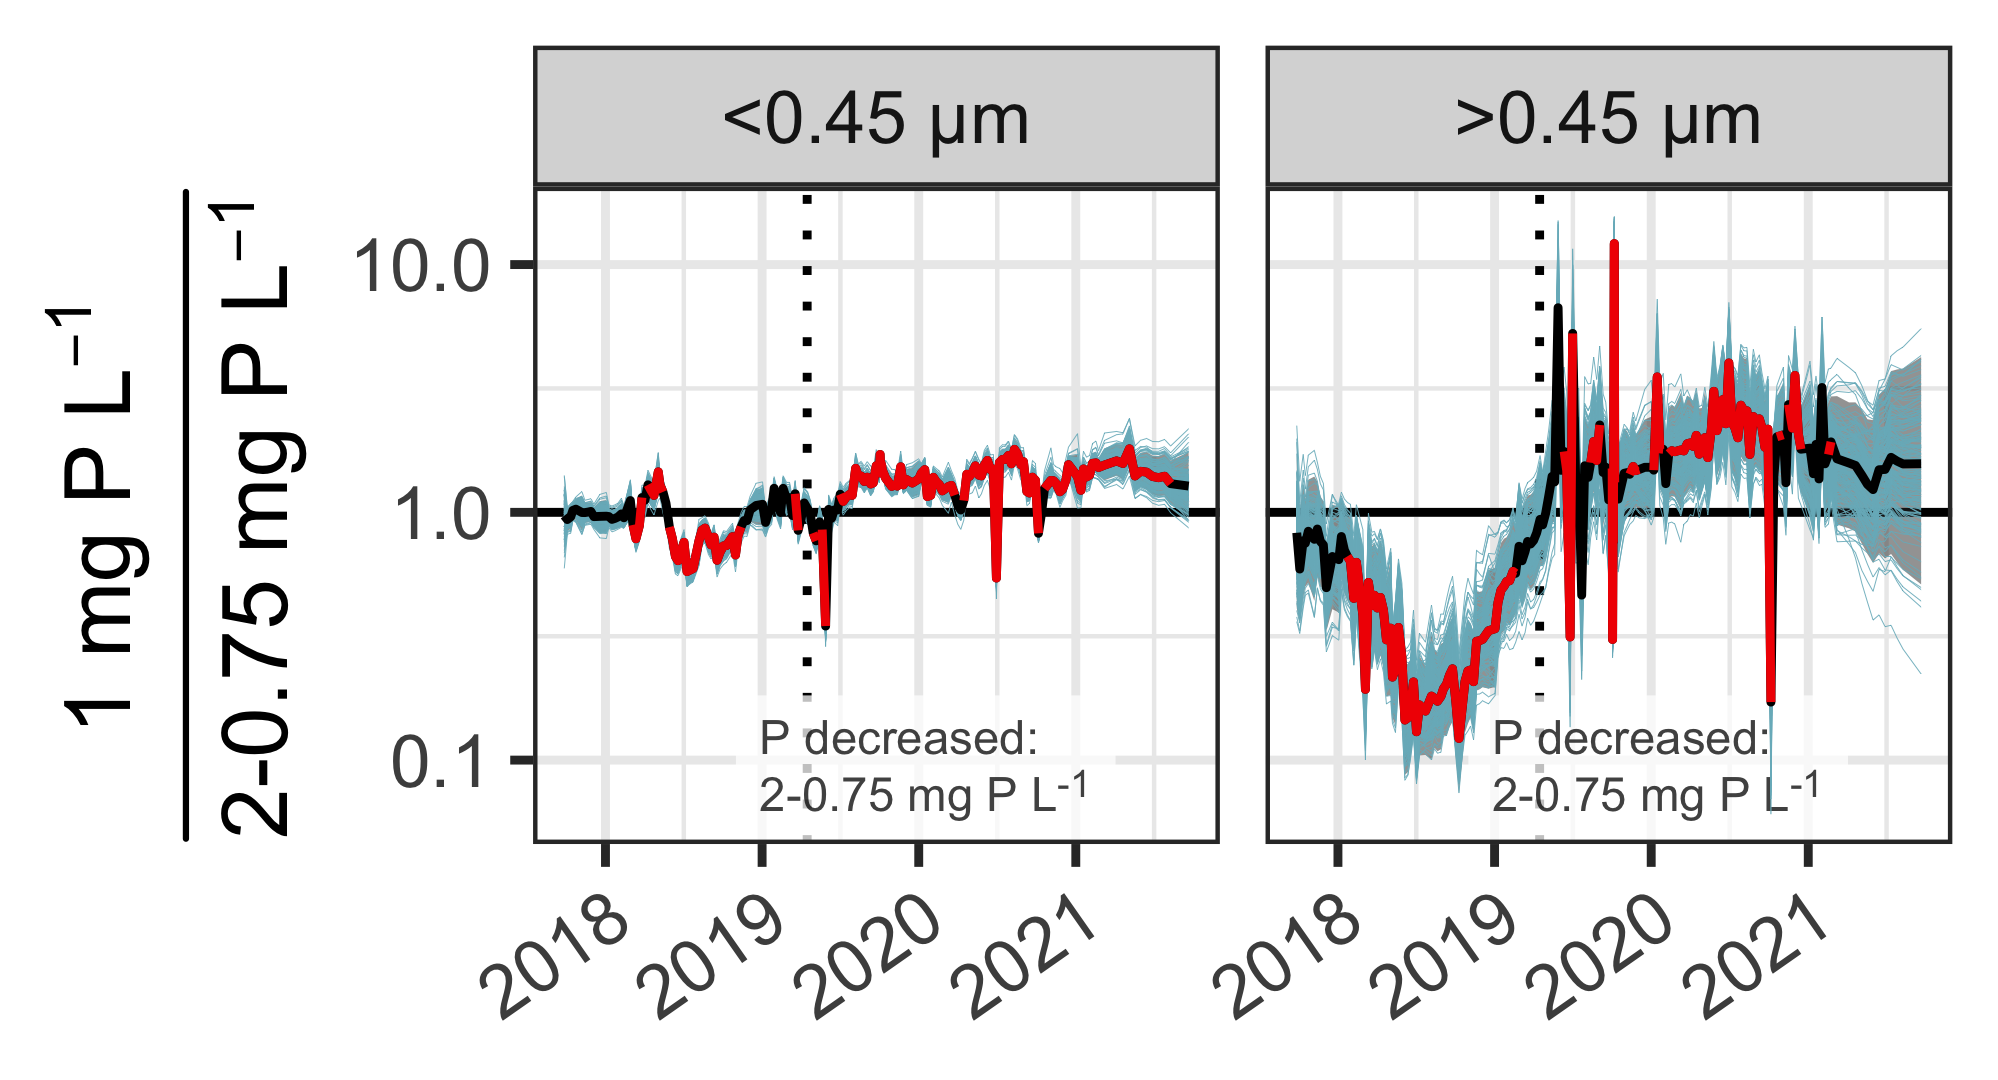 1 mg P L⁻¹
2-0.75 mg P L⁻¹
<0.45 µm
>0.45 µm
10.0
1.0
0.1
P decreased:
2-0.75 mg P L⁻¹
P decreased:
2-0.75 mg P L⁻¹
2018
2019
2020
2021
2018
2019
2020
2021